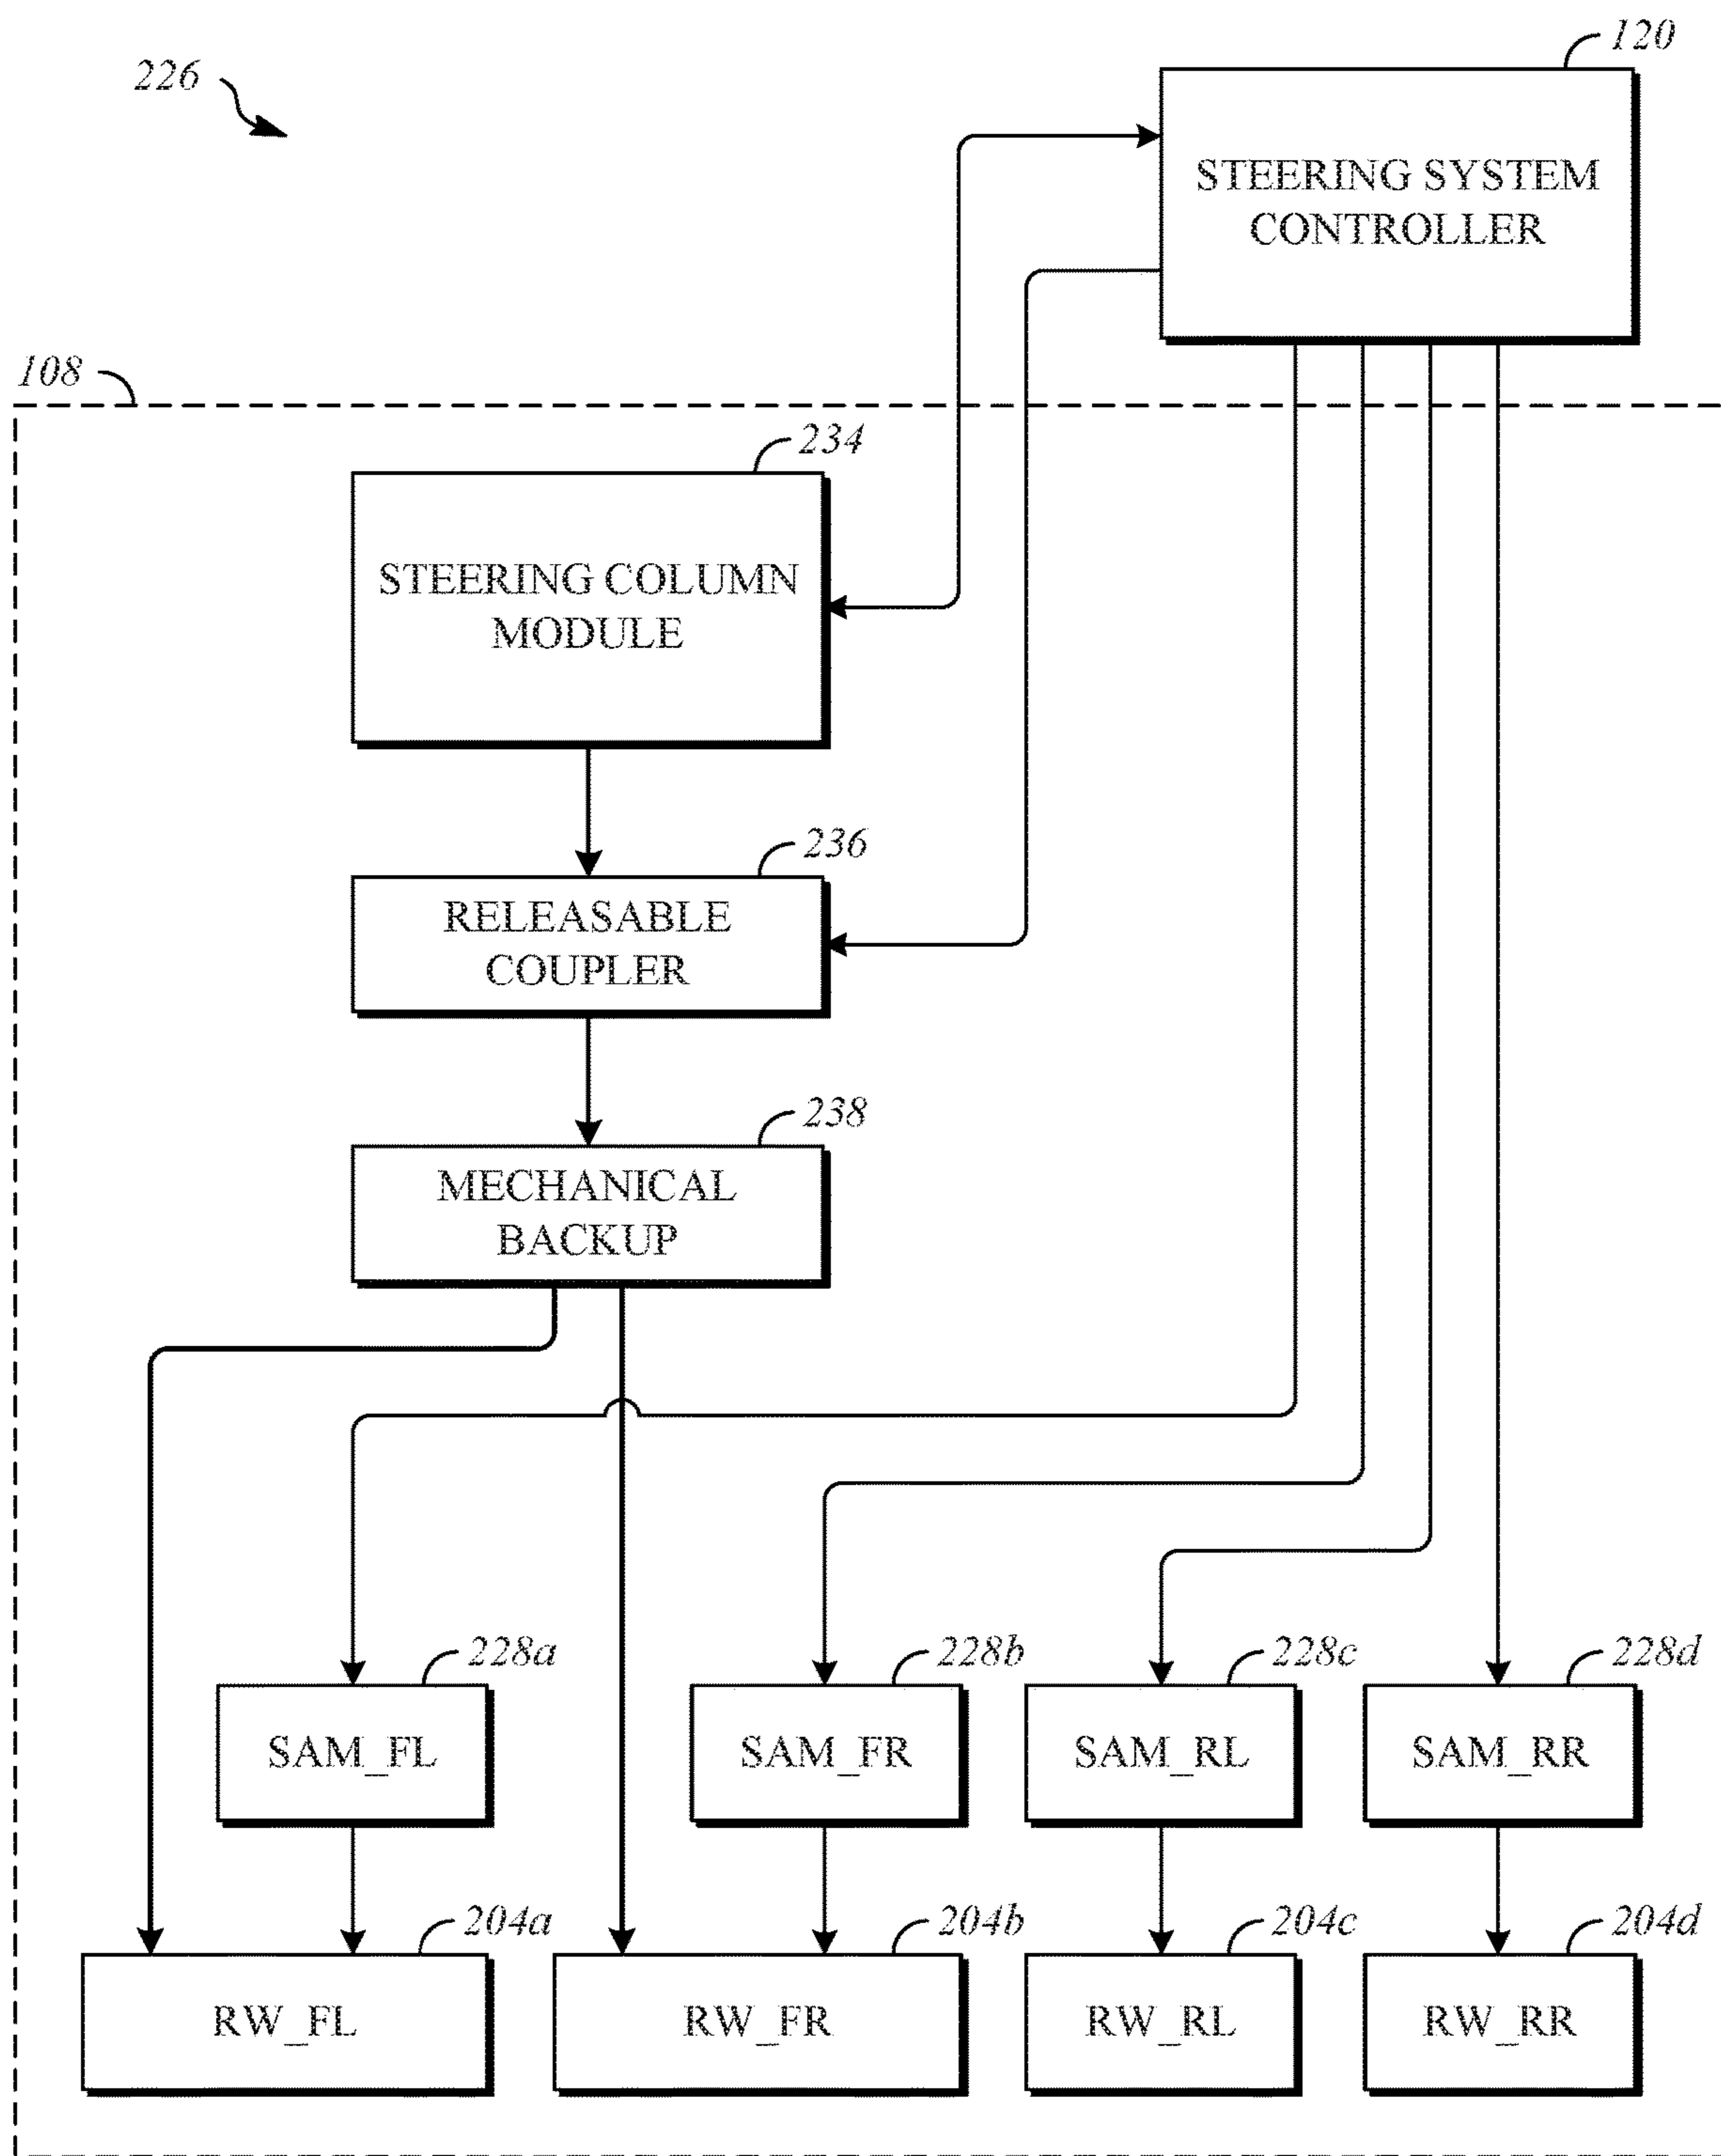 120
226
STEERING SYSTEM
CONTROLLER
108
234
STEERING COLUMN
MODULE
236
RELEASABLE
COUPLER
238
MECHANICAL
BACKUP
228a
228b
228c
228d
SAM_FL
SAM_FR
SAM_RL
SAM_RR
204a
204b
204c
204d
RW_FL
RW_FR
RW_RL
RW_RR